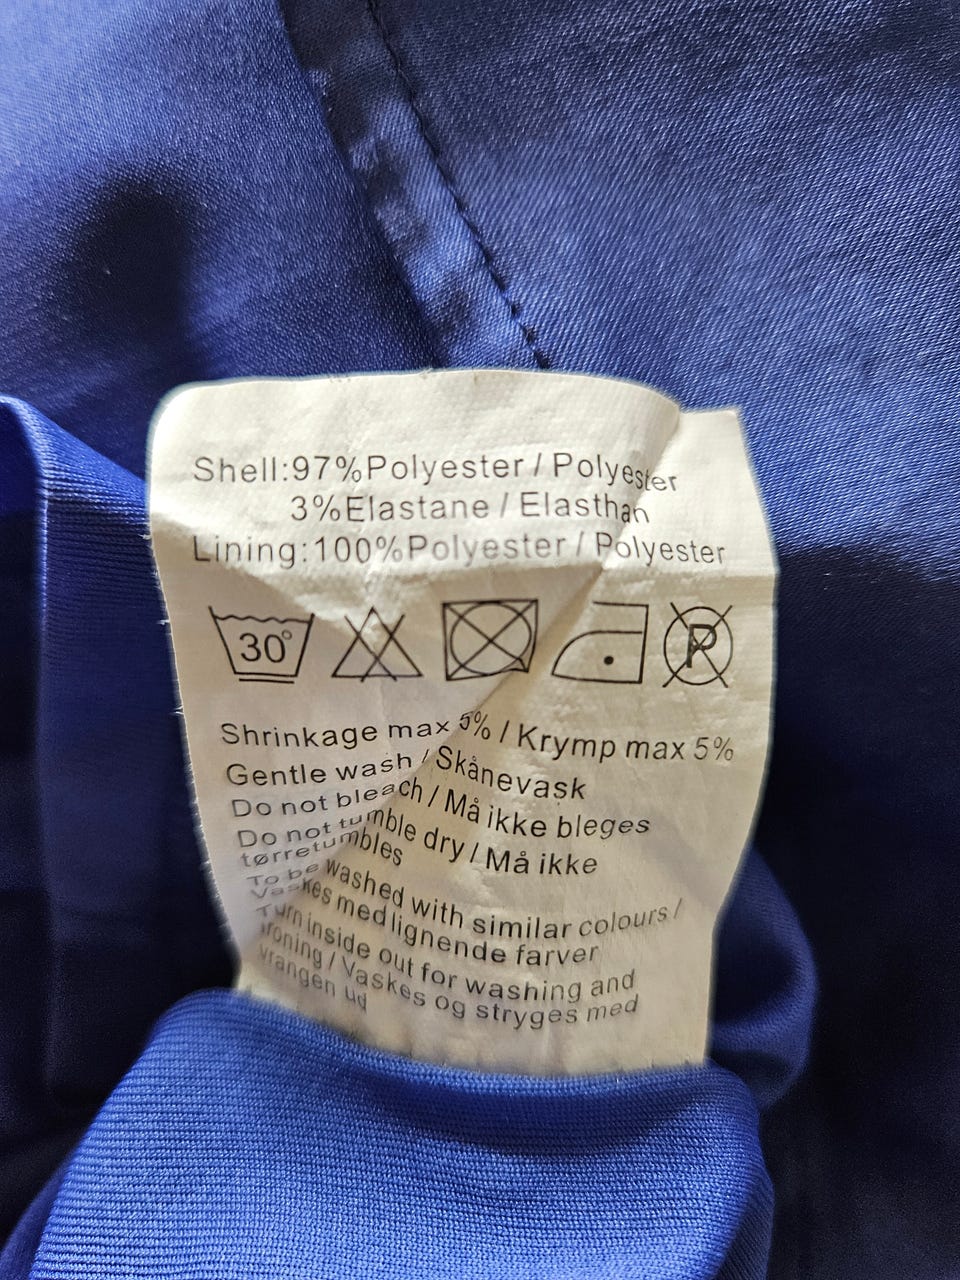 Shell:97%Polyester / Polyester
3%Elastane / Elasthan
Lining:100%Polyester / Polyester
30°
P
Shrinkage max 5% / Krymp max 5%
Gentle wash / Skånevask
Do not bleach / Må ikke bleges
Do not tumble dry / Må ikke
tørretumbles
To be washed with similar colours /
Vaskes med lignende farver
Turn inside out for washing and
ironing / Vaskes og stryges med
vrangen ud